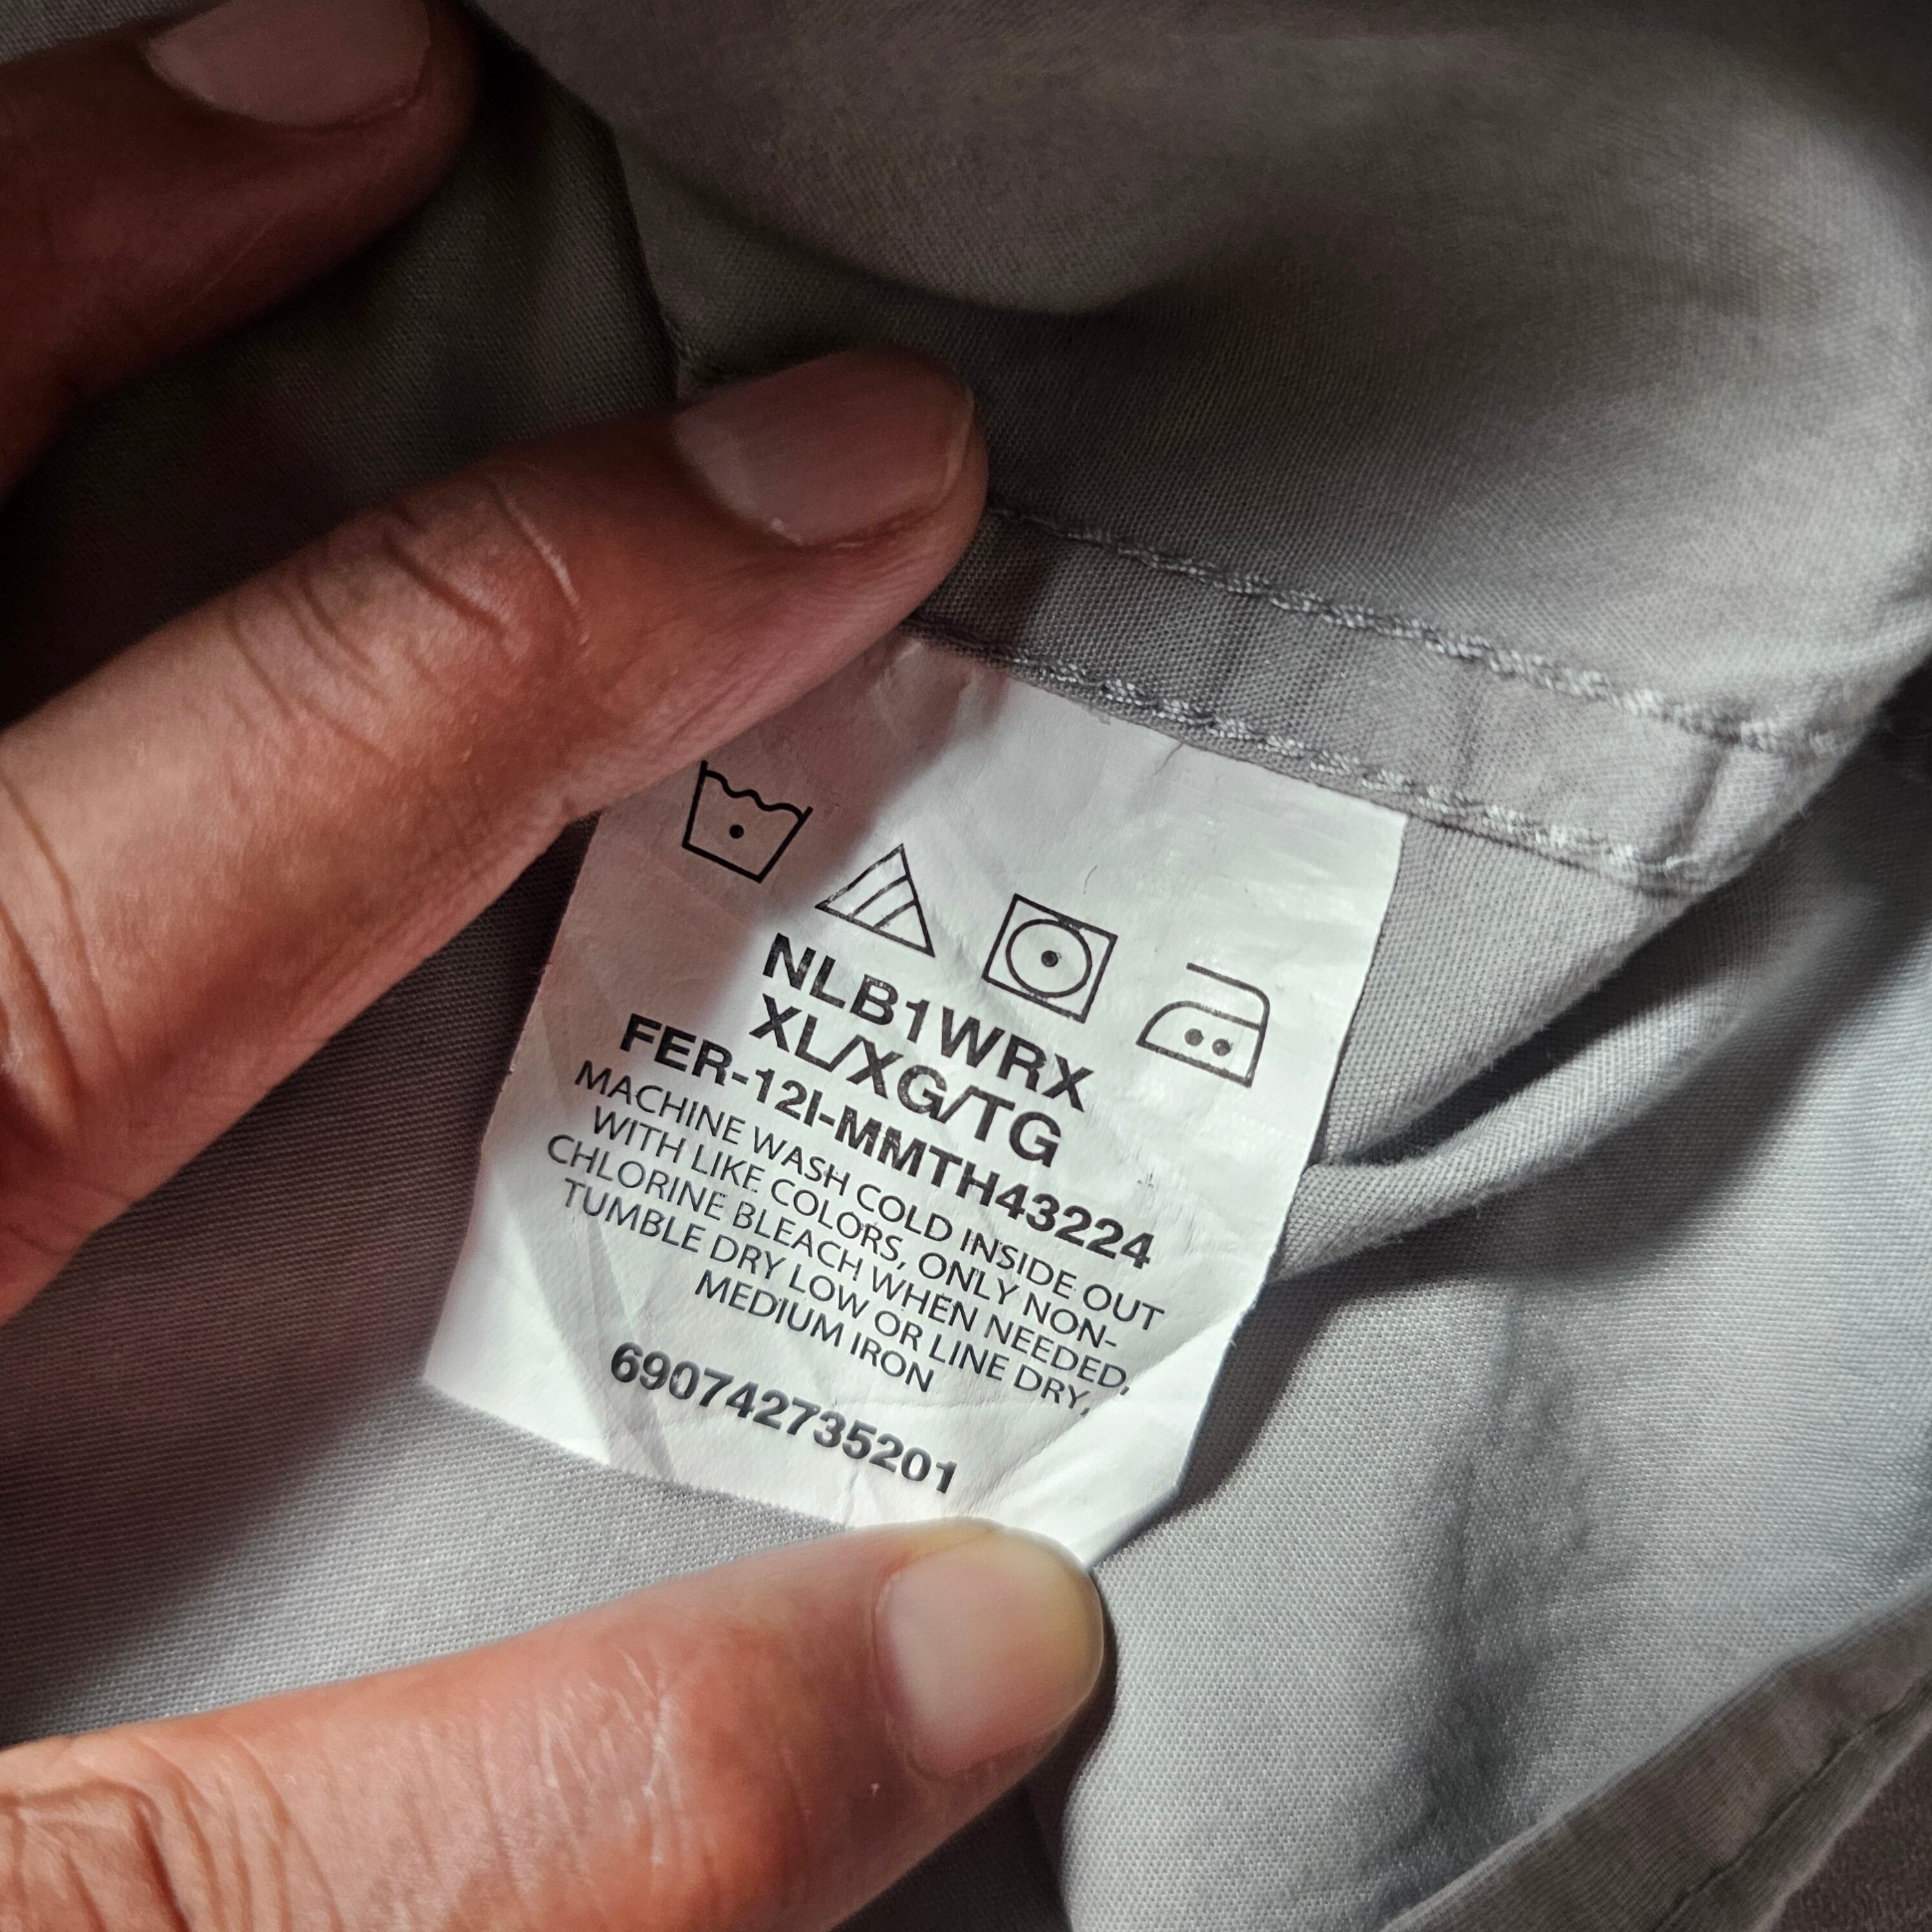 NLB1WRX
XL/XG/TG
FER-12I-MMTH43224
MACHINE WASH COLD INSIDE OUT
WITH LIKE COLORS, ONLY NON-
CHLORINE BLEACH WHEN NEEDED,
TUMBLE DRY LOW OR LINE DRY,
MEDIUM IRON
690742735201